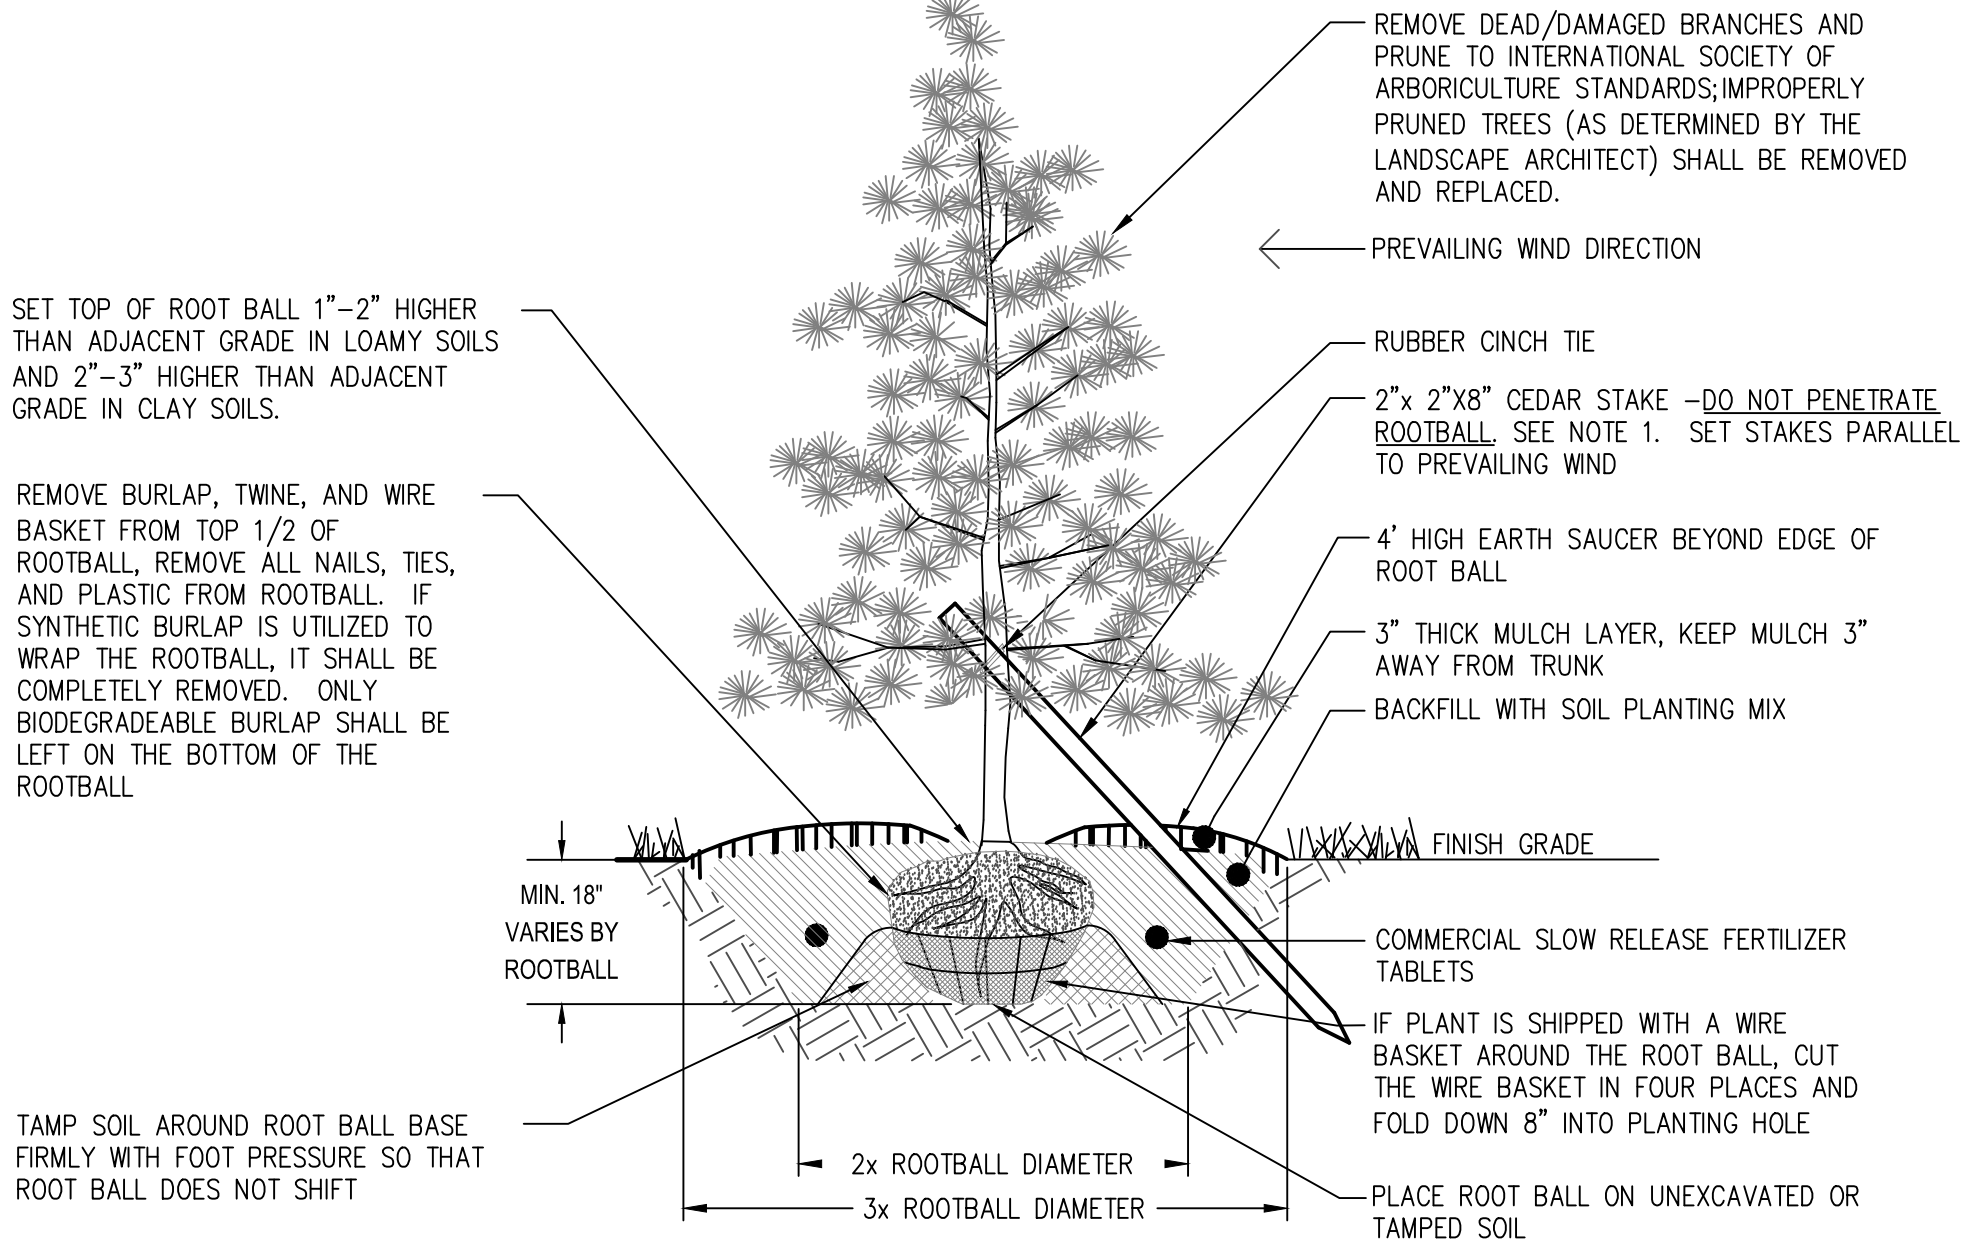 REMOVE DEAD/DAMAGED BRANCHES AND
PRUNE TO INTERNATIONAL SOCIETY OF
ARBORICULTURE STANDARDS;IMPROPERLY
PRUNED TREES (AS DETERMINED BY THE
LANDSCAPE ARCHITECT) SHALL BE REMOVED
AND REPLACED.
PREVAILING WIND DIRECTION
SET TOP OF ROOT BALL 1”–2” HIGHER
THAN ADJACENT GRADE IN LOAMY SOILS
AND 2”–3” HIGHER THAN ADJACENT
GRADE IN CLAY SOILS.
RUBBER CINCH TIE
2”x 2”X8” CEDAR STAKE –DO NOT PENETRATE
ROOTBALL. SEE NOTE 1. SET STAKES PARALLEL
TO PREVAILING WIND
REMOVE BURLAP, TWINE, AND WIRE
BASKET FROM TOP 1/2 OF
ROOTBALL, REMOVE ALL NAILS, TIES,
AND PLASTIC FROM ROOTBALL. IF
SYNTHETIC BURLAP IS UTILIZED TO
WRAP THE ROOTBALL, IT SHALL BE
COMPLETELY REMOVED. ONLY
BIODEGRADEABLE BURLAP SHALL BE
LEFT ON THE BOTTOM OF THE
ROOTBALL
4’ HIGH EARTH SAUCER BEYOND EDGE OF
ROOT BALL
3” THICK MULCH LAYER, KEEP MULCH 3”
AWAY FROM TRUNK
BACKFILL WITH SOIL PLANTING MIX
FINISH GRADE
MIN. 18"
VARIES BY
ROOTBALL
COMMERCIAL SLOW RELEASE FERTILIZER
TABLETS
IF PLANT IS SHIPPED WITH A WIRE
BASKET AROUND THE ROOT BALL, CUT
THE WIRE BASKET IN FOUR PLACES AND
FOLD DOWN 8” INTO PLANTING HOLE
TAMP SOIL AROUND ROOT BALL BASE
FIRMLY WITH FOOT PRESSURE SO THAT
ROOT BALL DOES NOT SHIFT
2x ROOTBALL DIAMETER
3x ROOTBALL DIAMETER
PLACE ROOT BALL ON UNEXCAVATED OR
TAMPED SOIL